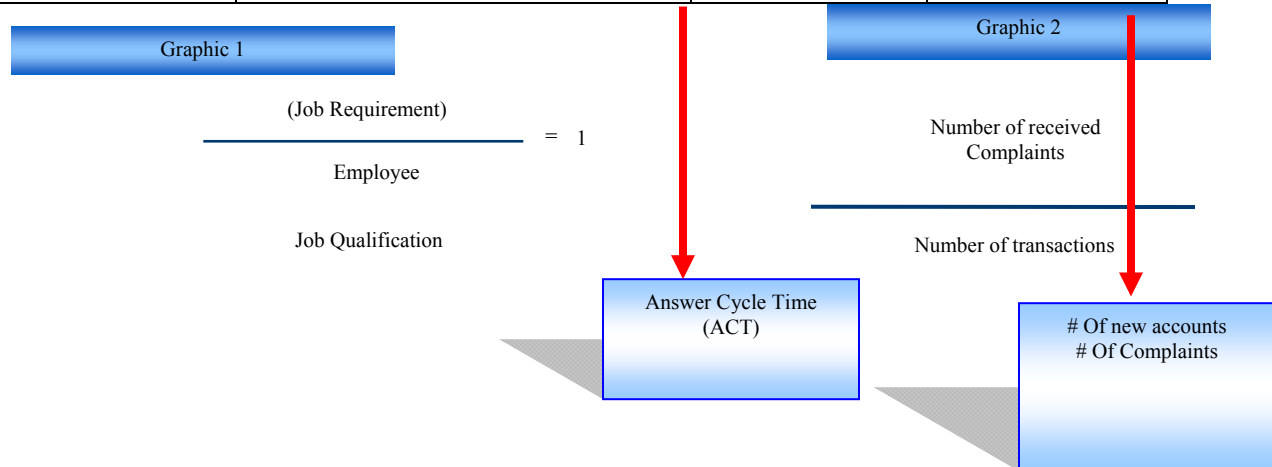 Graphic 1
(Job Requirement)
= 1
Employee
Job Qualification
Graphic 2
Number of received
Complaints
Number of transactions
Answer Cycle Time
(ACT)
# Of new accounts
# Of Complaints